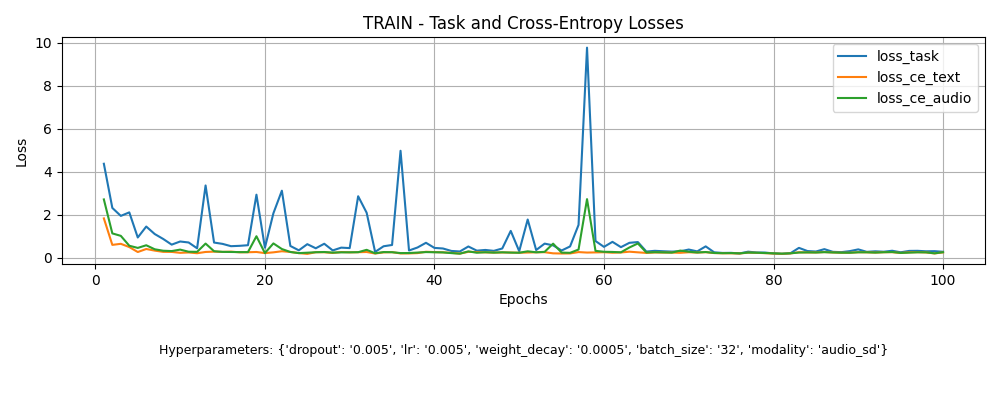 TRAIN - Task and Cross-Entropy Losses
10
8
6
4
2
0
Loss
loss_task
loss_ce_text
loss_ce_audio
0 20 40 60 80 100
Epochs
Hyperparameters: {'dropout': '0.005', 'lr': '0.005', 'weight_decay': '0.0005', 'batch_size': '32', 'modality': 'audio_sd'}